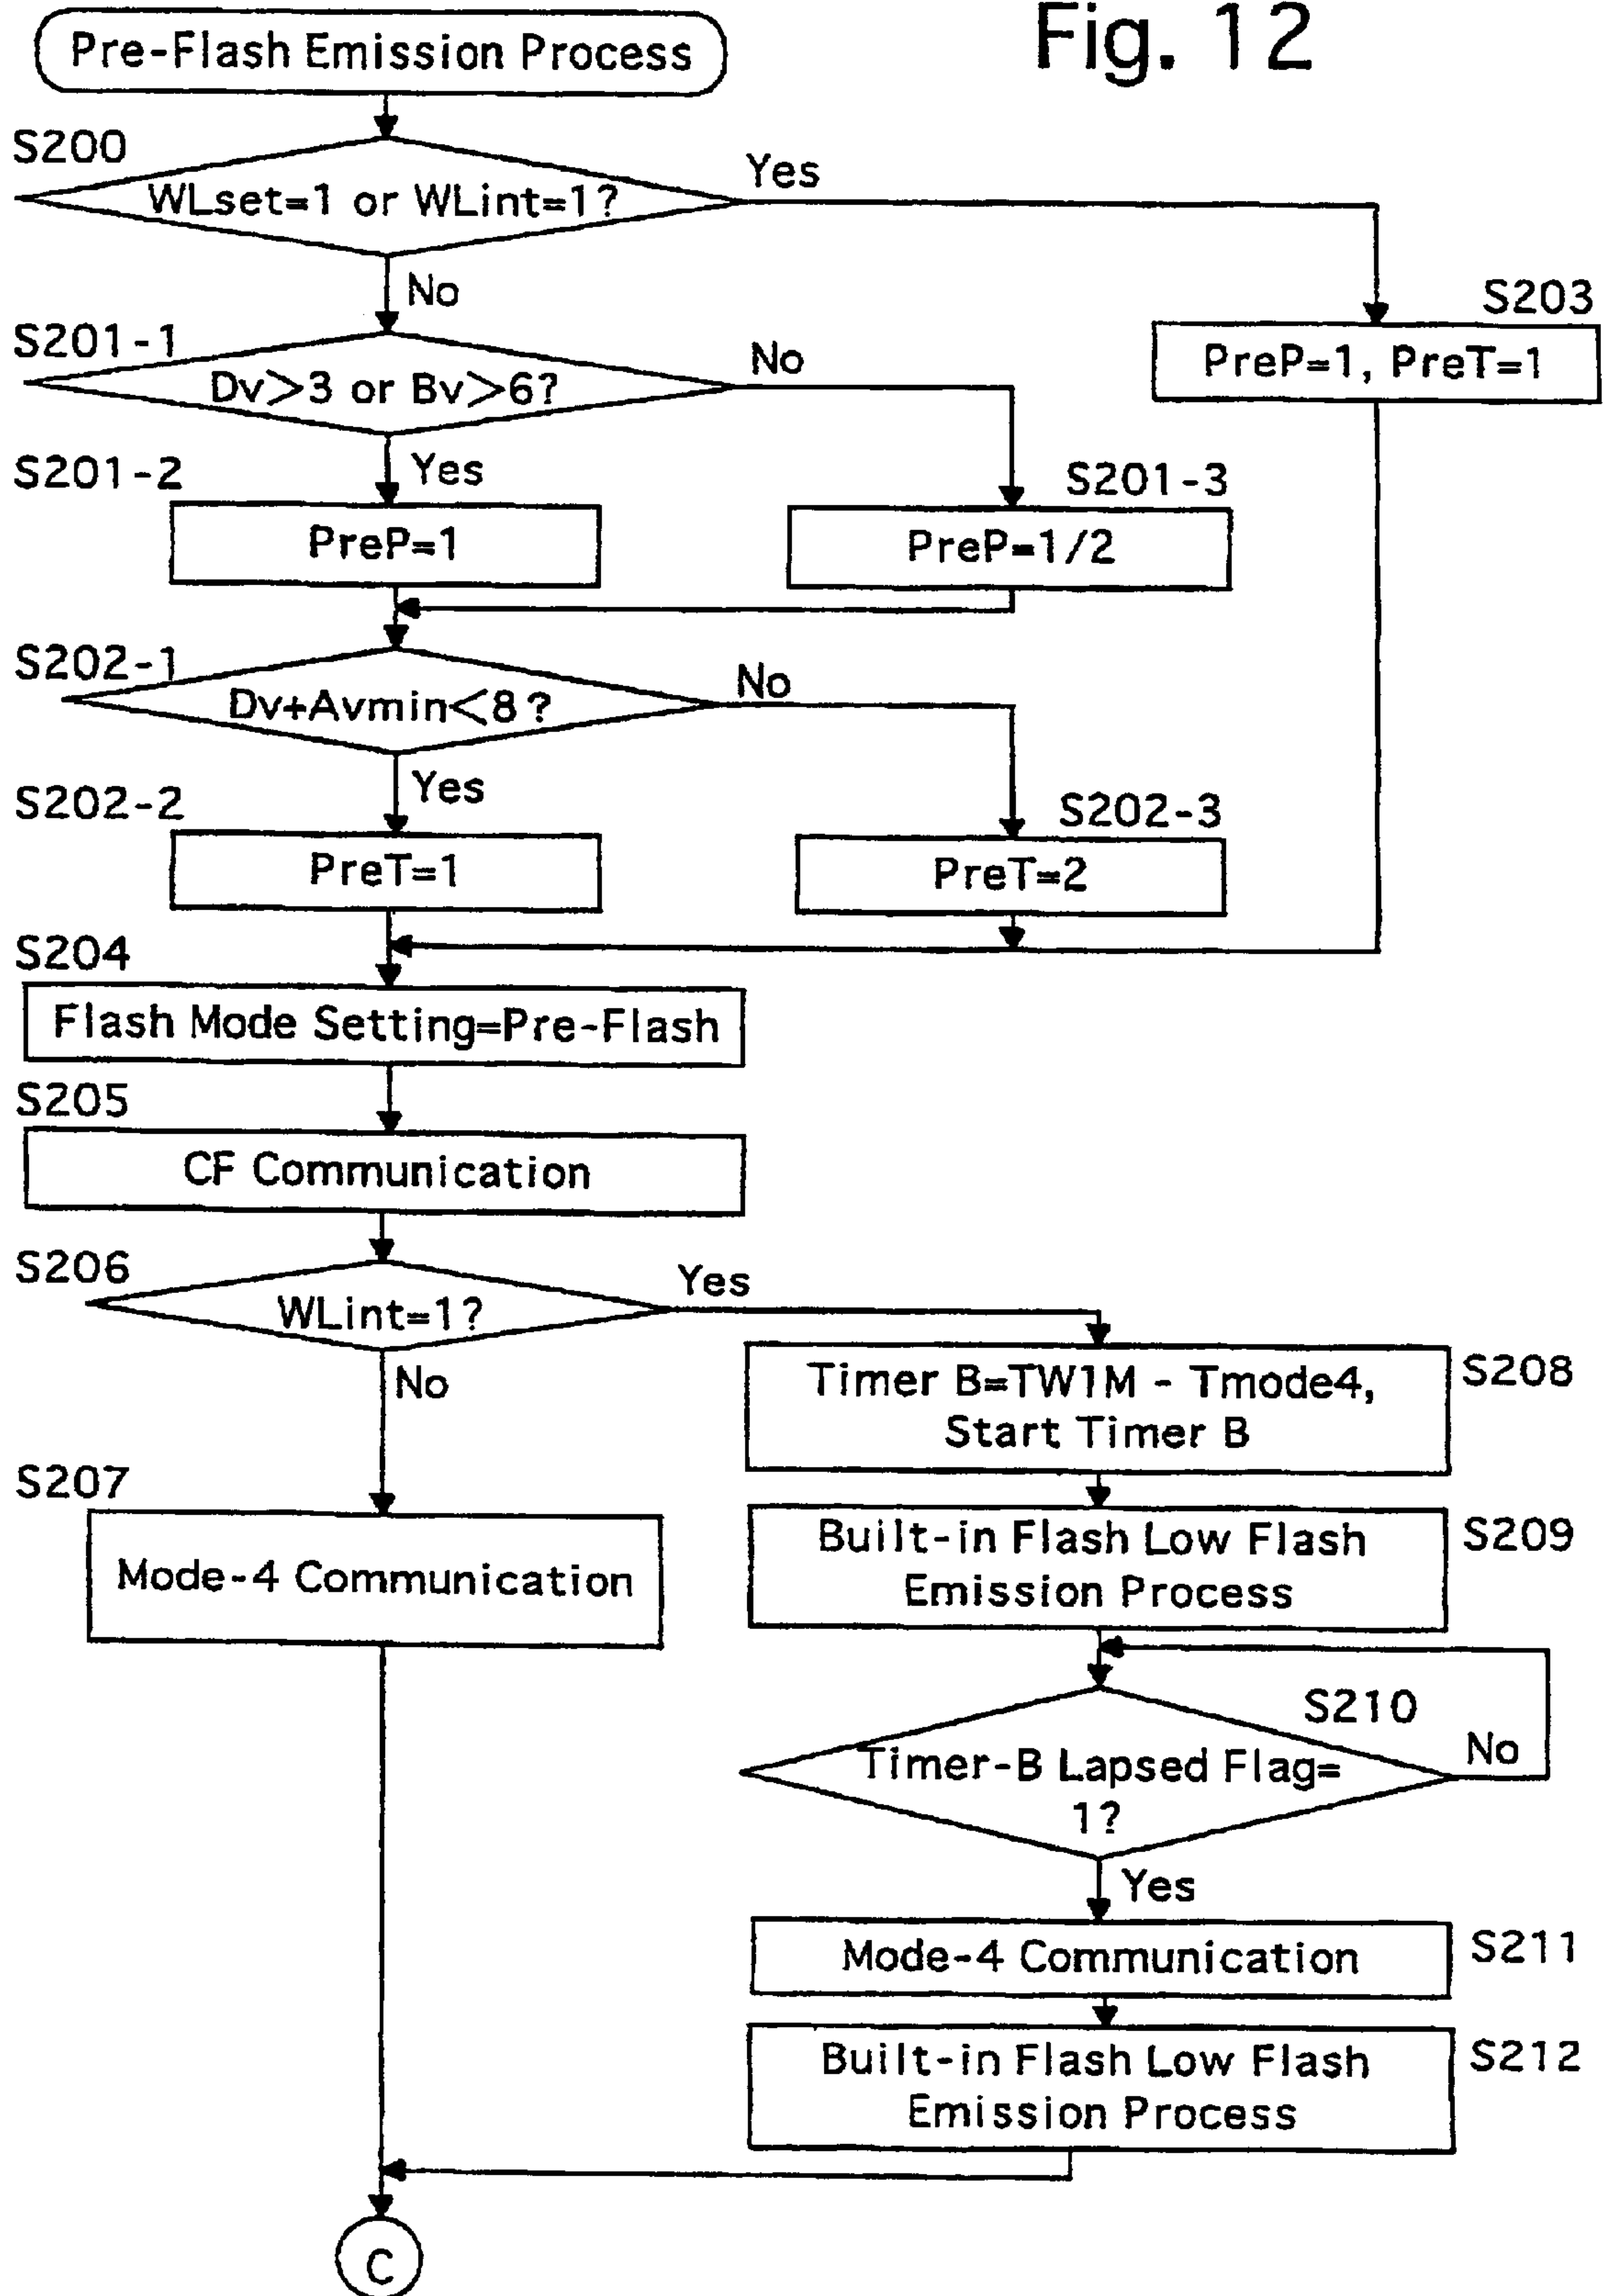 Fig. 12
Pre-Flash Emission Process
S200
WLset=1 or WLint=1?
Yes
No
S203
PreP=1, PreT=1
S201-1
Dv>3 or Bv>6?
No
Yes
S201-2
PreP=1
S201-3
PreP=1/2
S202-1
Dv+Avmin<8?
No
Yes
S202-2
PreT=1
S202-3
PreT=2
S204
Flash Mode Setting=Pre-Flash
S205
CF Communication
S206
WLint=1?
Yes
No
S207
Mode-4 Communication
Timer B=TW1M - Tmode4,
Start Timer B
S208
Built-in Flash Low Flash
Emission Process
S209
S210
Timer-B Lapsed Flag=
1?
No
Yes
Mode-4 Communication
S211
Built-in Flash Low Flash
Emission Process
S212
C